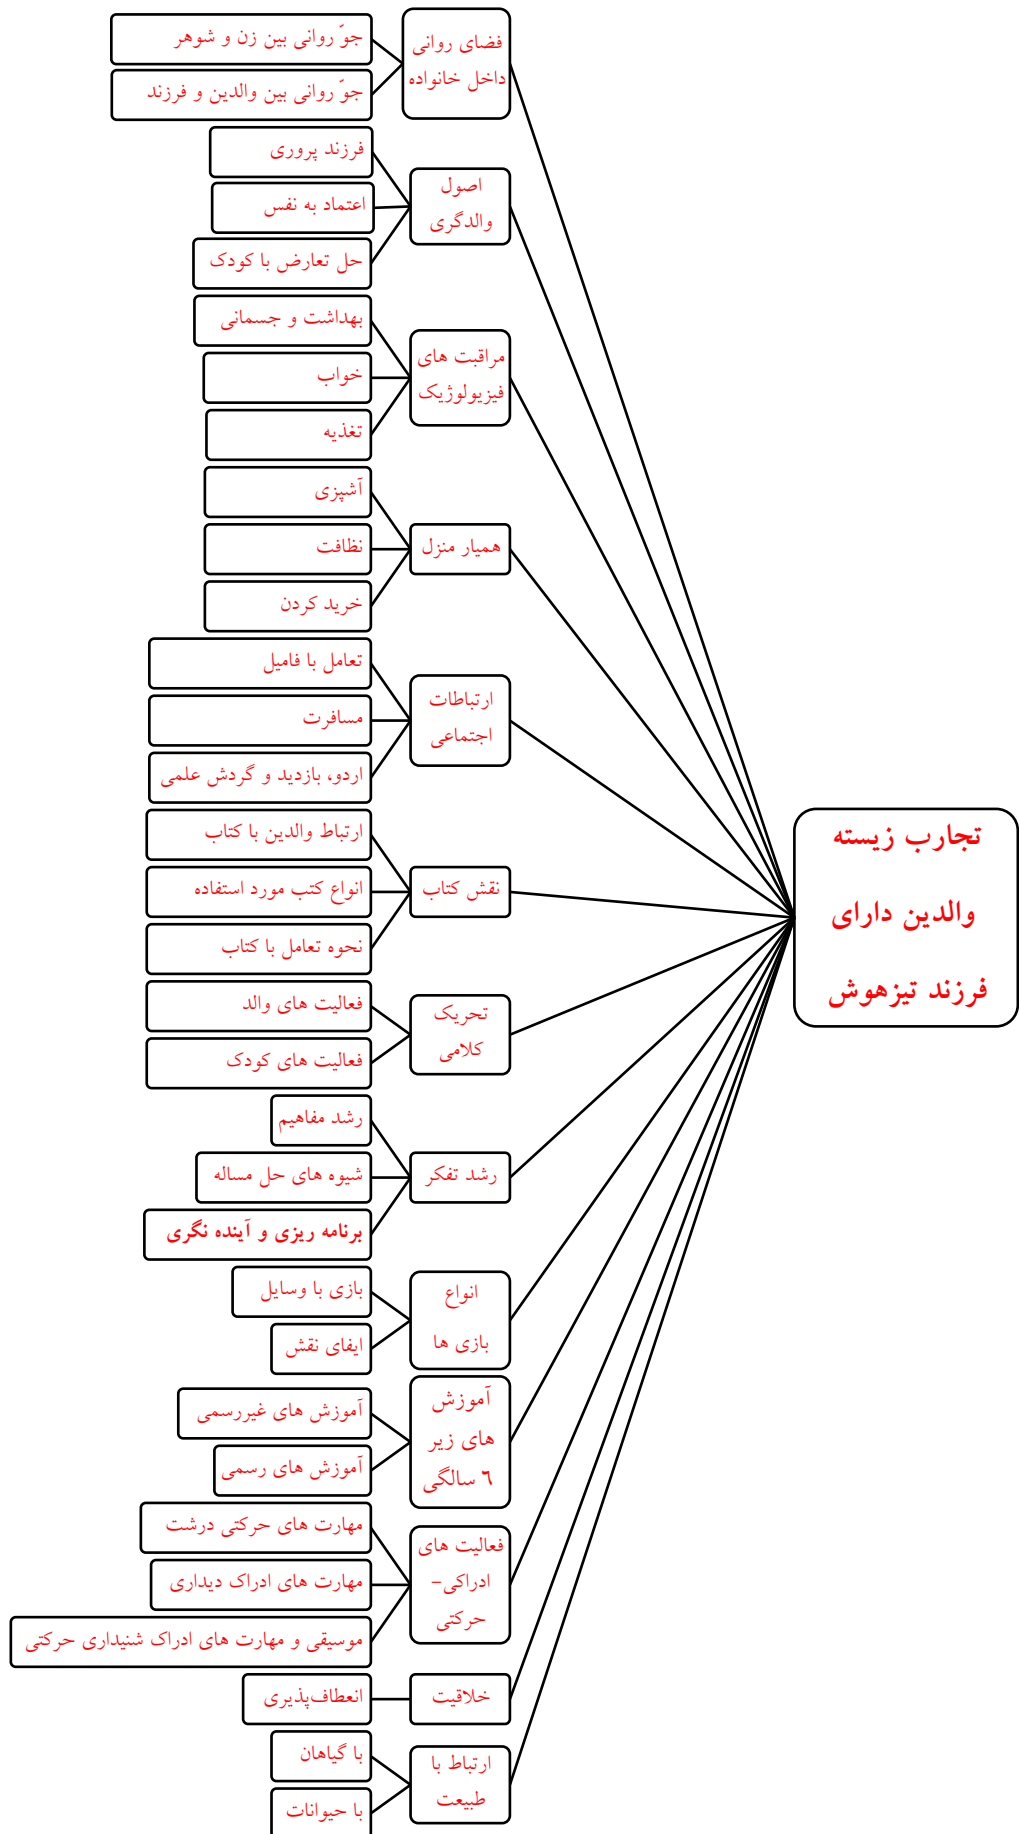 تجارب زیسته
والدین دارای
فرزند تیزهوش
فضای روانی
داخل خانواده
جوّ روانی بین زن و شوهر
جوّ روانی بین والدین و فرزند
اصول
والدگری
فرزند پروری
اعتماد به نفس
حل تعارض با کودک
مراقبت های
فیزیولوژیک
بهداشت و جسمانی
خواب
تغذیه
همیار منزل
آشپزی
نظافت
خرید کردن
ارتباطات
اجتماعی
تعامل با فامیل
مسافرت
اردو، بازدید و گردش علمی
نقش کتاب
ارتباط والدین با کتاب
انواع کتب مورد استفاده
نحوه تعامل با کتاب
تحریک
کلامی
فعالیت های والد
فعالیت های کودک
رشد تفکر
رشد مفاهیم
شیوه های حل مساله
برنامه ریزی و آینده نگری
انواع
بازی ها
بازی با وسایل
ایفای نقش
آموزش
های زیر
٦ سالگی
آموزش های غیررسمی
آموزش های رسمی
فعالیت های
ادراکی-
حرکتی
مهارت های حرکتی درشت
مهارت های ادراک دیداری
موسیقی و مهارت های ادراک شنیداری حرکتی
خلاقیت
انعطاف‌پذیری
ارتباط با
طبیعت
با گیاهان
با حیوانات